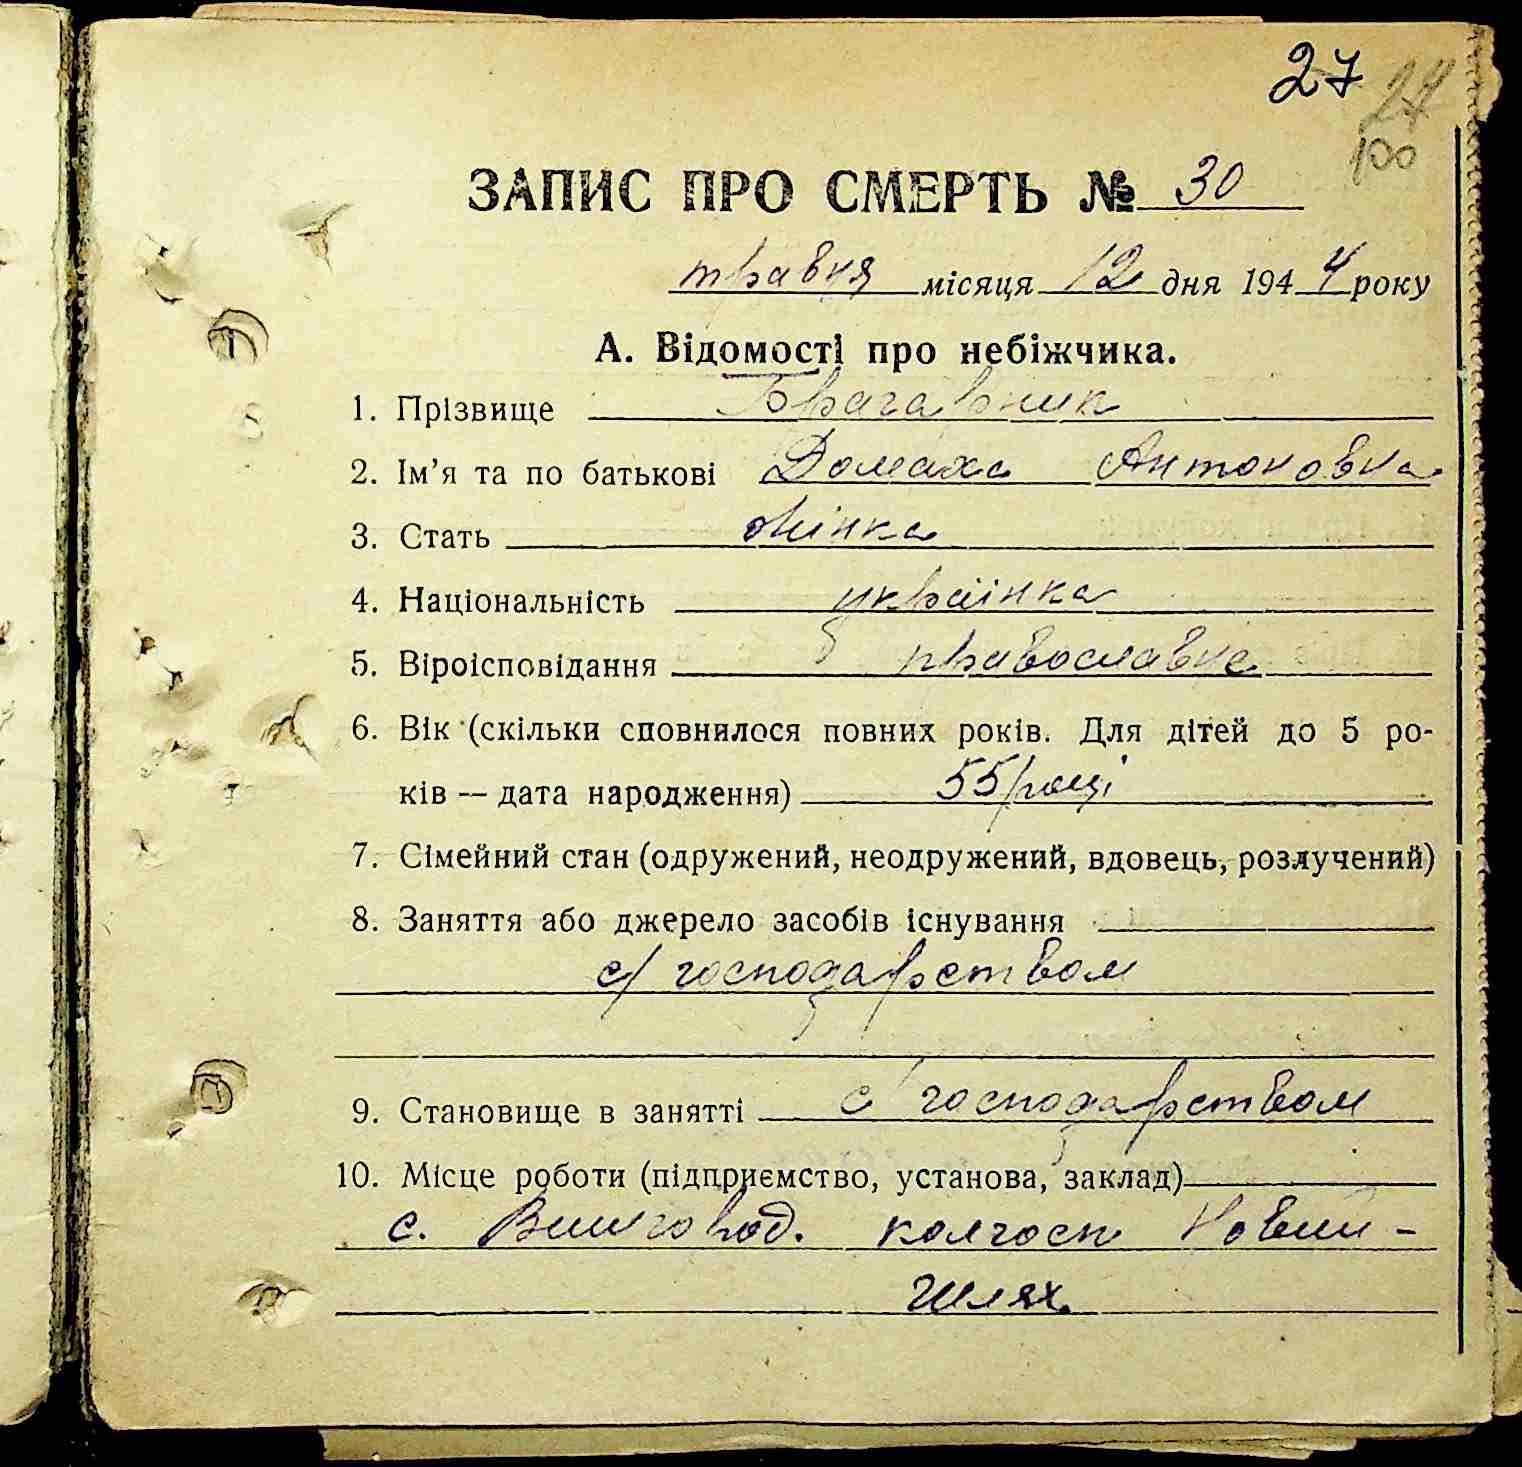 27 27
100
ЗАПИС ПРО СМЕРТЬ № 30
травня місяця 12 дня 1944 року
А. Відомості про небіжчика.
1. Прізвище Брагарник
2. Ім’я та по батькові Домаха Антоновна
3. Стать жінка
4. Національність українка
5. Віроісповідання православне
6. Вік (скільки сповнилося повних років. Для дітей до 5 ро-
ків — дата народження) 55 році
7. Сімейний стан (одружений, неодружений, вдовець, розлучений)
8. Заняття або джерело засобів існування
с/ господарством
9. Становище в занятті с/ господарством
10. Місце роботи (підприємство, установа, заклад)
с. Вишгород. колгосп Новий -
Шлях.